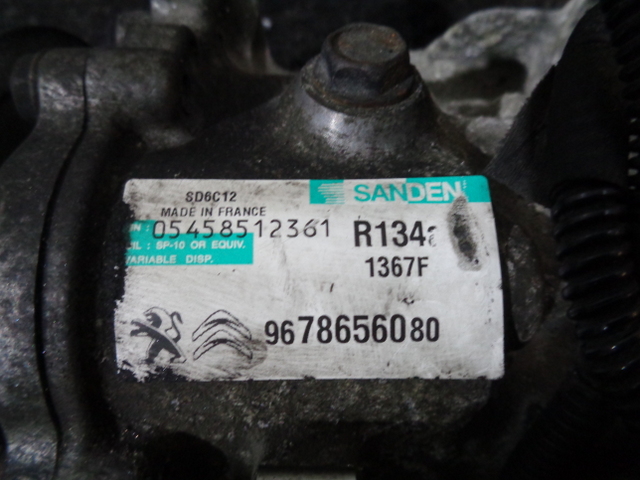 SD6C12
SANDEN
MADE IN FRANCE
05458512361
R134a
: SP-10 OR EQUIV.
VARIABLE DISP.
1367F
9678656080